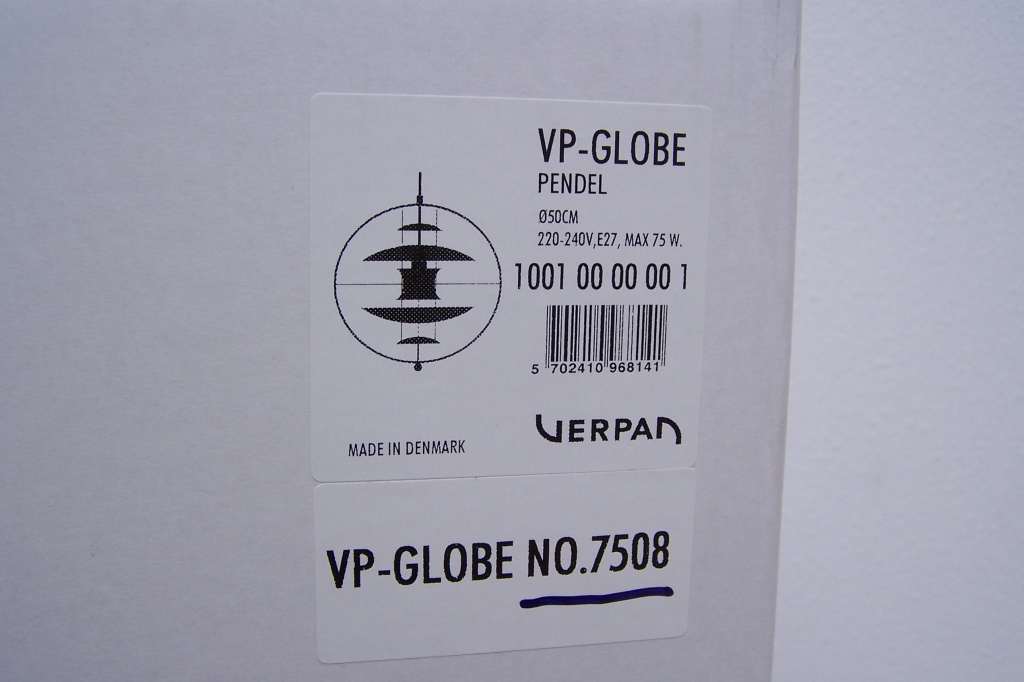 VP-GLOBE
PENDEL
Ø50CM
220-240V,E27, MAX 75 W.
1001 00 00 00 1
5 702410 968141
VERPAN
MADE IN DENMARK
VP-GLOBE NO.7508